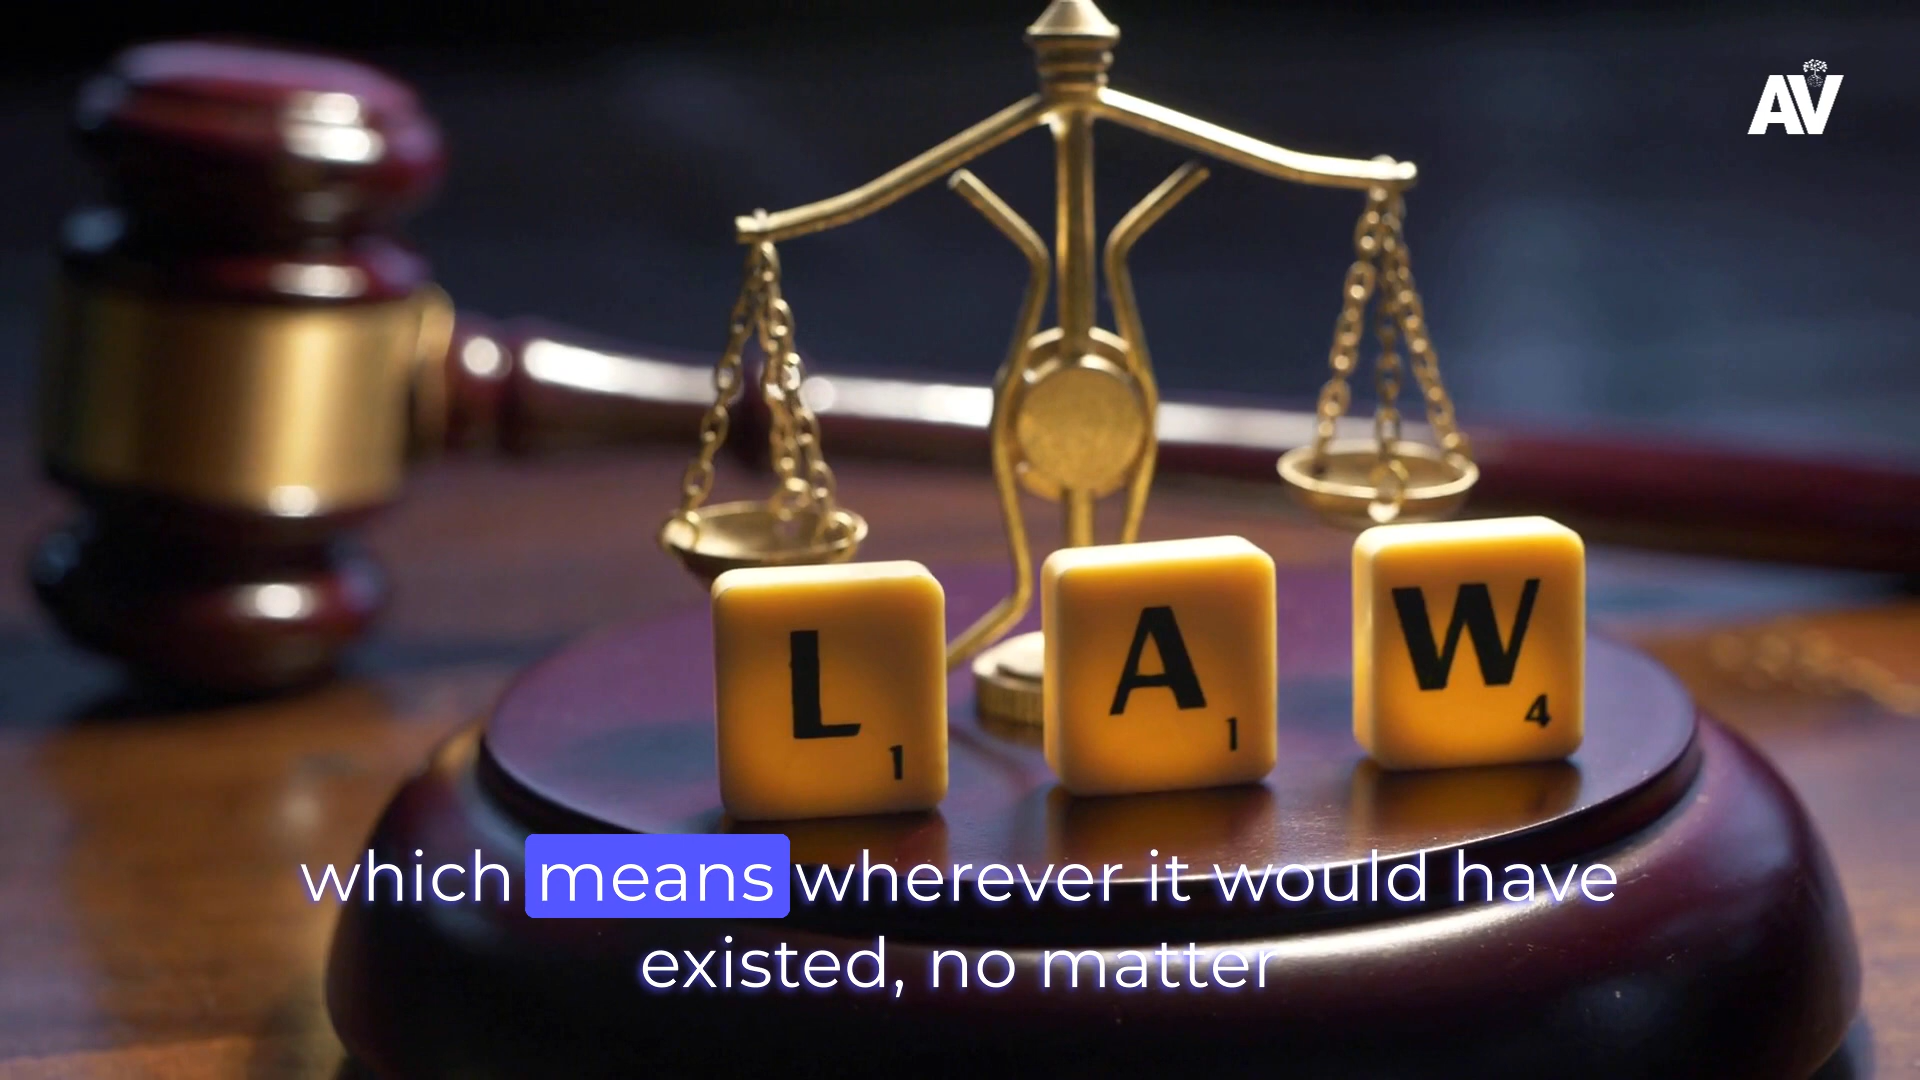 AV
L
1
A
1
W
4
which means wherever it would have
existed, no matter